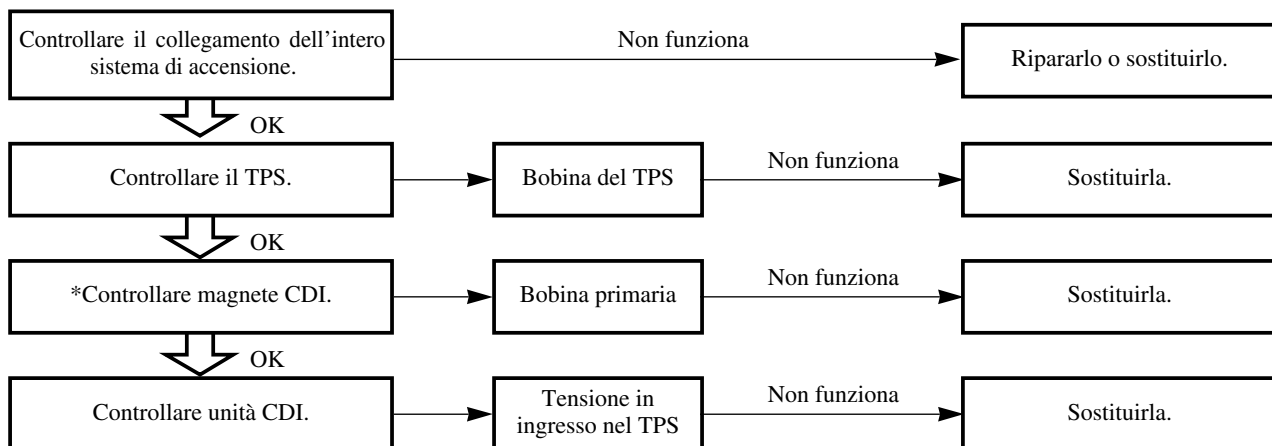 Controllare il collegamento dell'intero
sistema di accensione.
Non funziona
Ripararlo o sostituirlo.
OK
Controllare il TPS.
Bobina del TPS
Non funziona
Sostituirla.
OK
*Controllare magnete CDI.
Bobina primaria
Non funziona
Sostituirla.
OK
Controllare unità CDI.
Tensione in
ingresso nel TPS
Non funziona
Sostituirla.